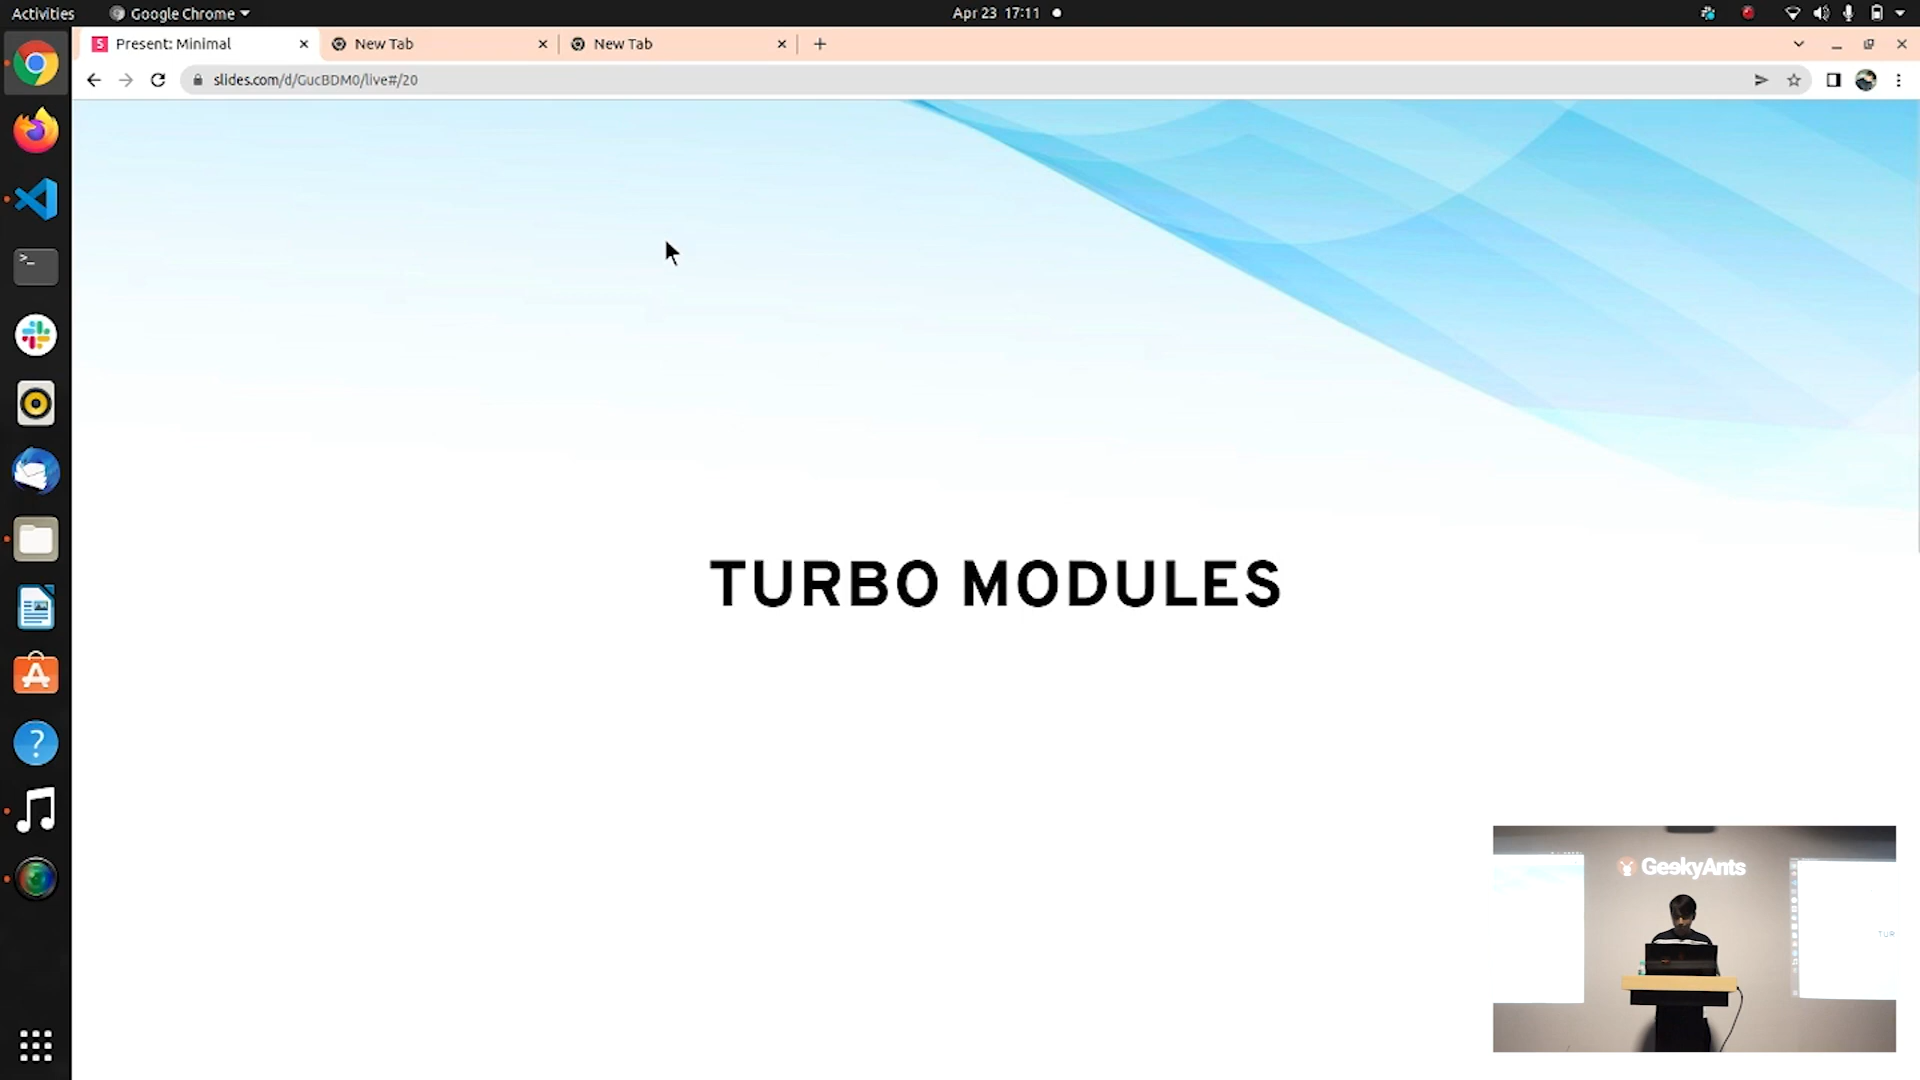 Activities
Google Chrome
Apr 23 17:11
Present: Minimal
New Tab
New Tab
slides.com/d/GucBDM0/live#/20
TURBO MODULES
GeekyAnts
TUR